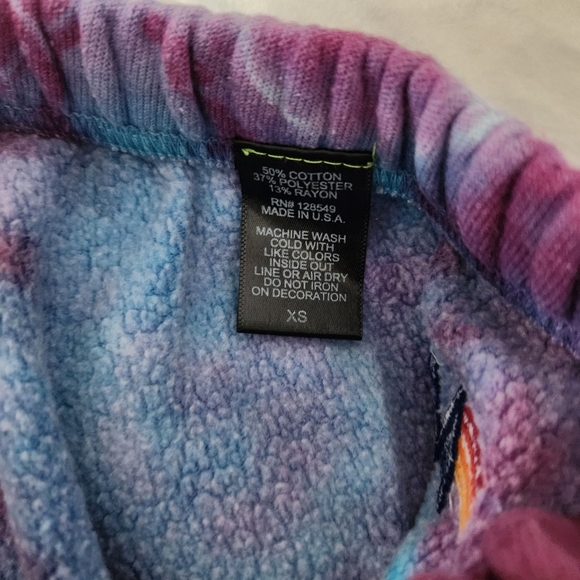 50% COTTON
37% POLYESTER
13% RAYON
RN# 128549
MADE IN U.S.A.
MACHINE WASH
COLD WITH
LIKE COLORS
INSIDE OUT
LINE OR AIR DRY
DO NOT IRON
ON DECORATION
XS